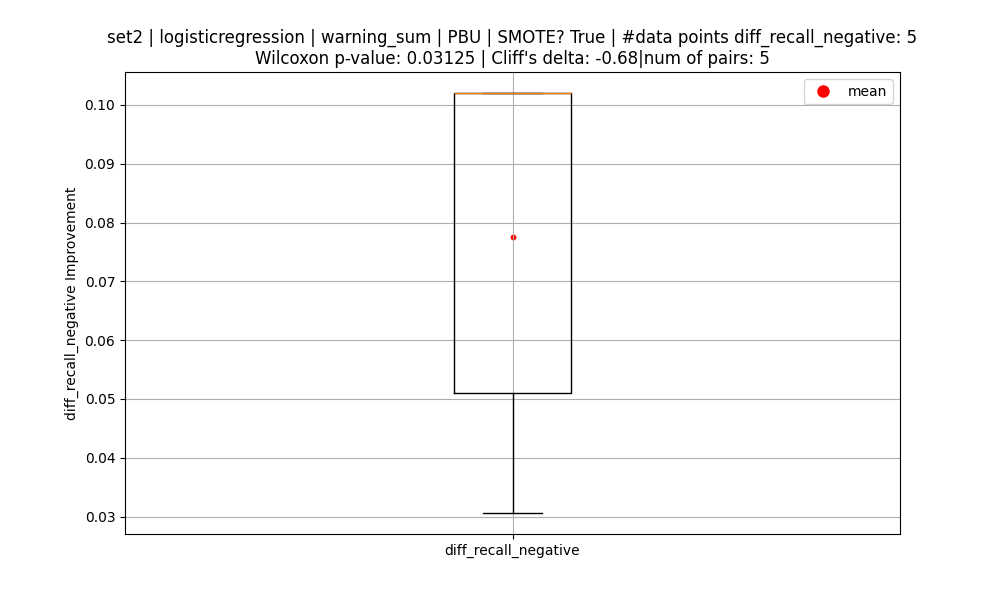 set2 | logisticregression | warning_sum | PBU | SMOTE? True | #data points diff_recall_negative: 5
Wilcoxon p-value: 0.03125 | Cliff's delta: -0.68|num of pairs: 5
mean
0.10
0.09
0.08
0.07
0.06
0.05
0.04
0.03
diff_recall_negative Improvement
diff_recall_negative